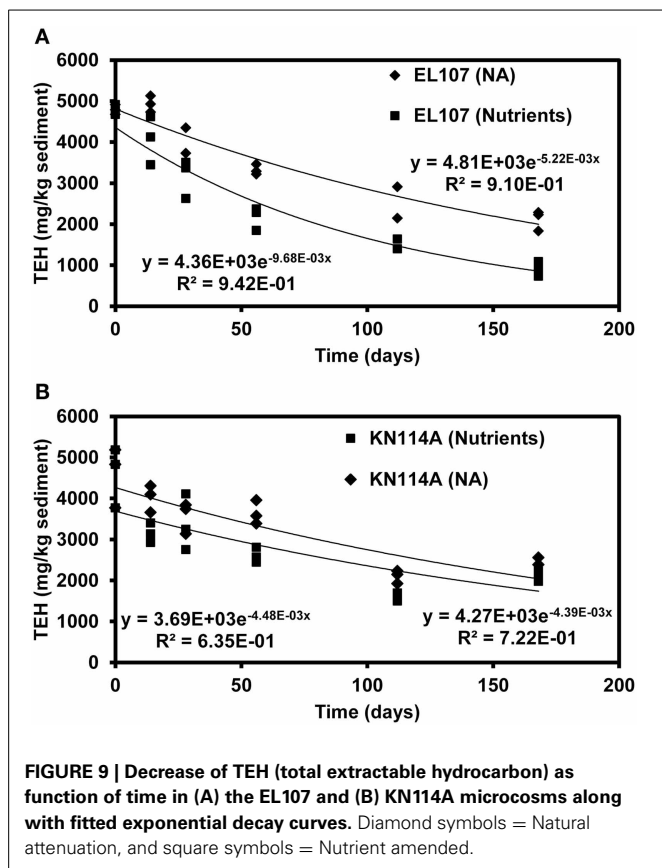 A
6000
5000
4000
3000
2000
1000
0
TEH (mg/kg sediment)
EL107 (NA)
EL107 (Nutrients)
y = 4.81E+03e^-5.22E-03x
R² = 9.10E-01
y = 4.36E+03e^-9.68E-03x
R² = 9.42E-01
0 50 100 150 200
Time (days)
B
6000
5000
4000
3000
2000
1000
0
TEH (mg/kg sediment)
KN114A (Nutrients)
KN114A (NA)
y = 3.69E+03e^-4.48E-03x
R² = 6.35E-01
y = 4.27E+03e^-4.39E-03x
R² = 7.22E-01
0 50 100 150 200
Time (days)
FIGURE 9 | Decrease of TEH (total extractable hydrocarbon) as
function of time in (A) the EL107 and (B) KN114A microcosms along
with fitted exponential decay curves. Diamond symbols = Natural
attenuation, and square symbols = Nutrient amended.